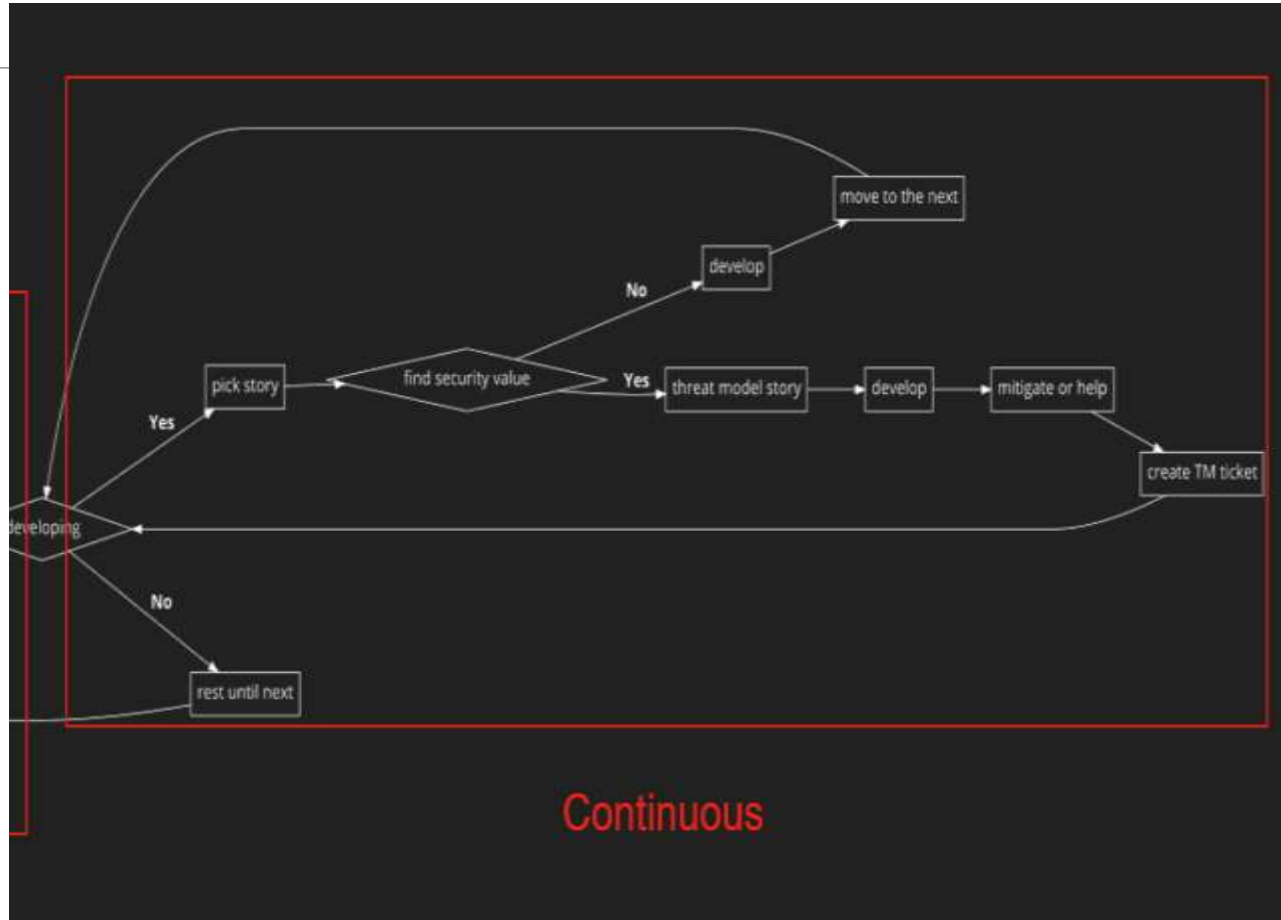 move to the next
develop
No
pick story
find security value
Yes
threat model story
develop
mitigate or help
Yes
create TM ticket
developing
No
rest until next
Continuous